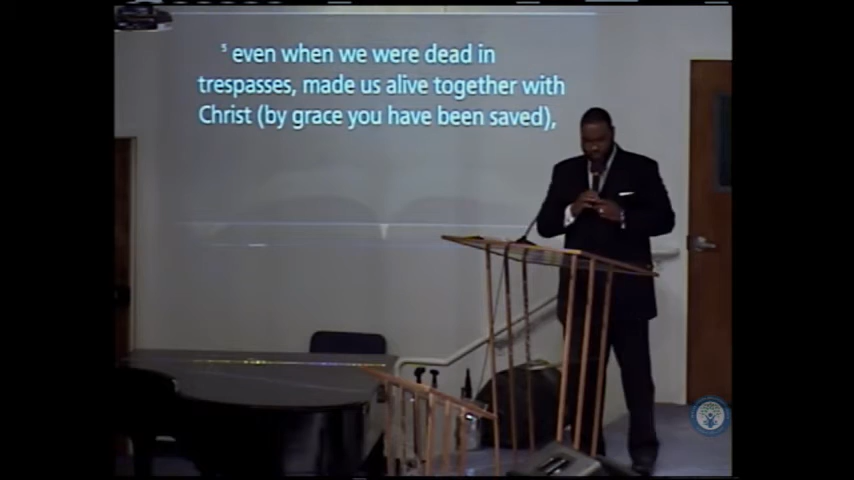 5 even when we were dead in
trespasses, made us alive together with
Christ (by grace you have been saved),